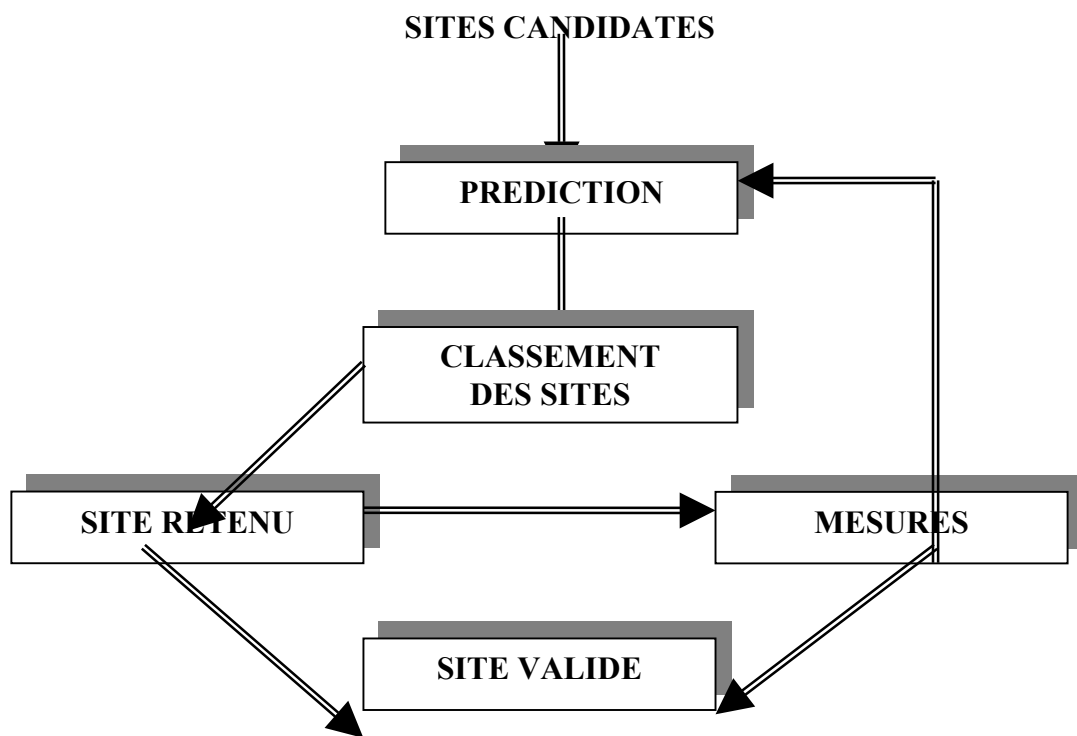 SITES CANDIDATES
PREDICTION
CLASSEMENT
DES SITES
SITE RETENU
MESURES
SITE VALIDE